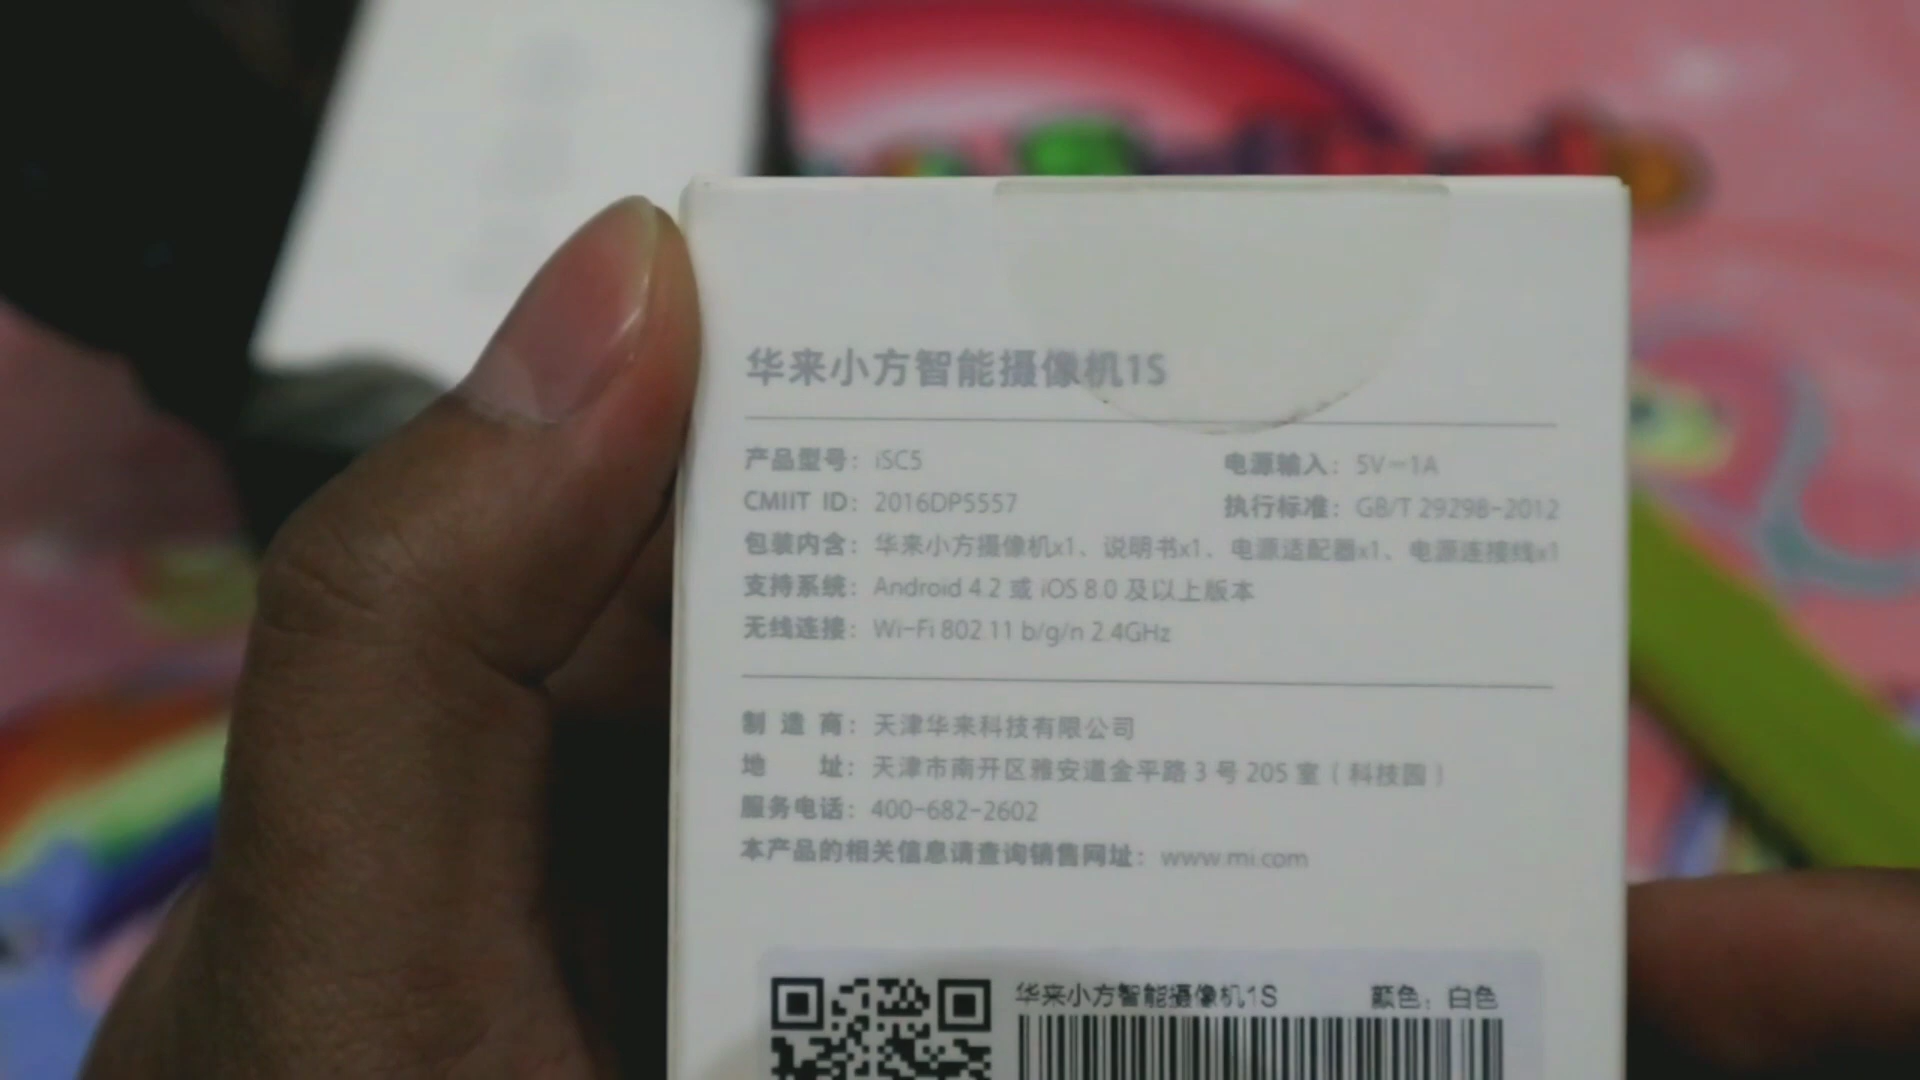 华来小方智能摄像机1S
产品型号：iSC5 电源输入：5V⎓1A
CMIIT ID：2016DP5557 执行标准：GB/T 29298-2012
包装内含：华来小方摄像机x1、说明书x1、电源适配器x1、电源连接线x1
支持系统：Android 4.2 或 iOS 8.0 及以上版本
无线连接：Wi-Fi 802.11 b/g/n 2.4GHz
制造商：天津华来科技有限公司
地址：天津市南开区雅安道金平路 3 号 205 室（科技园）
服务电话：400-682-2602
本产品的相关信息请查询销售网址：www.mi.com
华来小方智能摄像机1S 颜色：白色